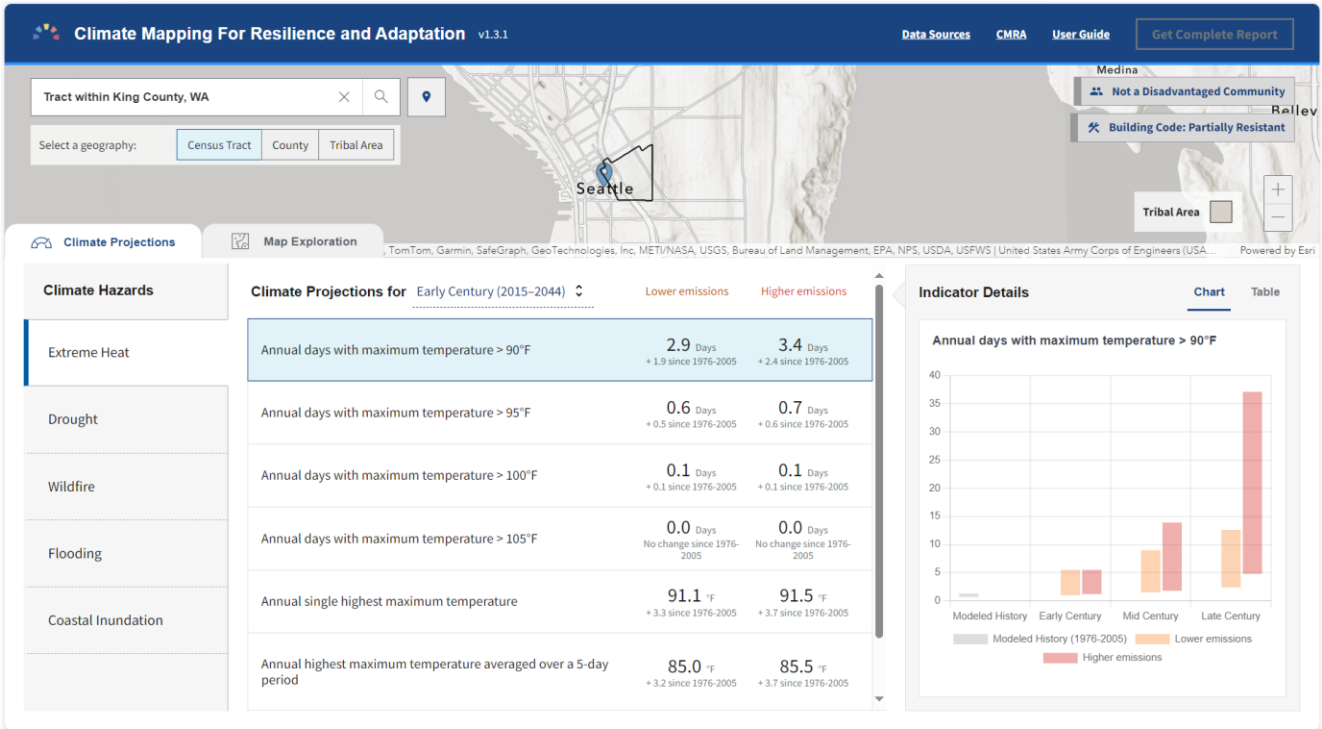 Climate Mapping For Resilience and Adaptation v1.3.1
Data Sources
CMRA
User Guide
Get Complete Report
Tract within King County, WA
Select a geography:
Census Tract
County
Tribal Area
Medina
Not a Disadvantaged Community
Bellev
Building Code: Partially Resistant
Seattle
Tribal Area
+
−
Climate Projections
Map Exploration
, TomTom, Garmin, SafeGraph, GeoTechnologies, Inc, METI/NASA, USGS, Bureau of Land Management, EPA, NPS, USDA, USFWS | United States Army Corps of Engineers (USA...
Powered by Esri
Climate Hazards
Extreme Heat
Drought
Wildfire
Flooding
Coastal Inundation
Climate Projections for Early Century (2015–2044)
Lower emissions
Higher emissions
Annual days with maximum temperature > 90°F
2.9 Days
+ 1.9 since 1976-2005
3.4 Days
+ 2.4 since 1976-2005
Annual days with maximum temperature > 95°F
0.6 Days
+ 0.5 since 1976-2005
0.7 Days
+ 0.6 since 1976-2005
Annual days with maximum temperature > 100°F
0.1 Days
+ 0.1 since 1976-2005
0.1 Days
+ 0.1 since 1976-2005
Annual days with maximum temperature > 105°F
0.0 Days
No change since 1976-
2005
0.0 Days
No change since 1976-
2005
Annual single highest maximum temperature
91.1 °F
+ 3.3 since 1976-2005
91.5 °F
+ 3.7 since 1976-2005
Annual highest maximum temperature averaged over a 5-day
period
85.0 °F
+ 3.2 since 1976-2005
85.5 °F
+ 3.7 since 1976-2005
Indicator Details
Chart
Table
Annual days with maximum temperature > 90°F
40
35
30
25
20
15
10
5
0
Modeled History
Early Century
Mid Century
Late Century
Modeled History (1976-2005)
Lower emissions
Higher emissions